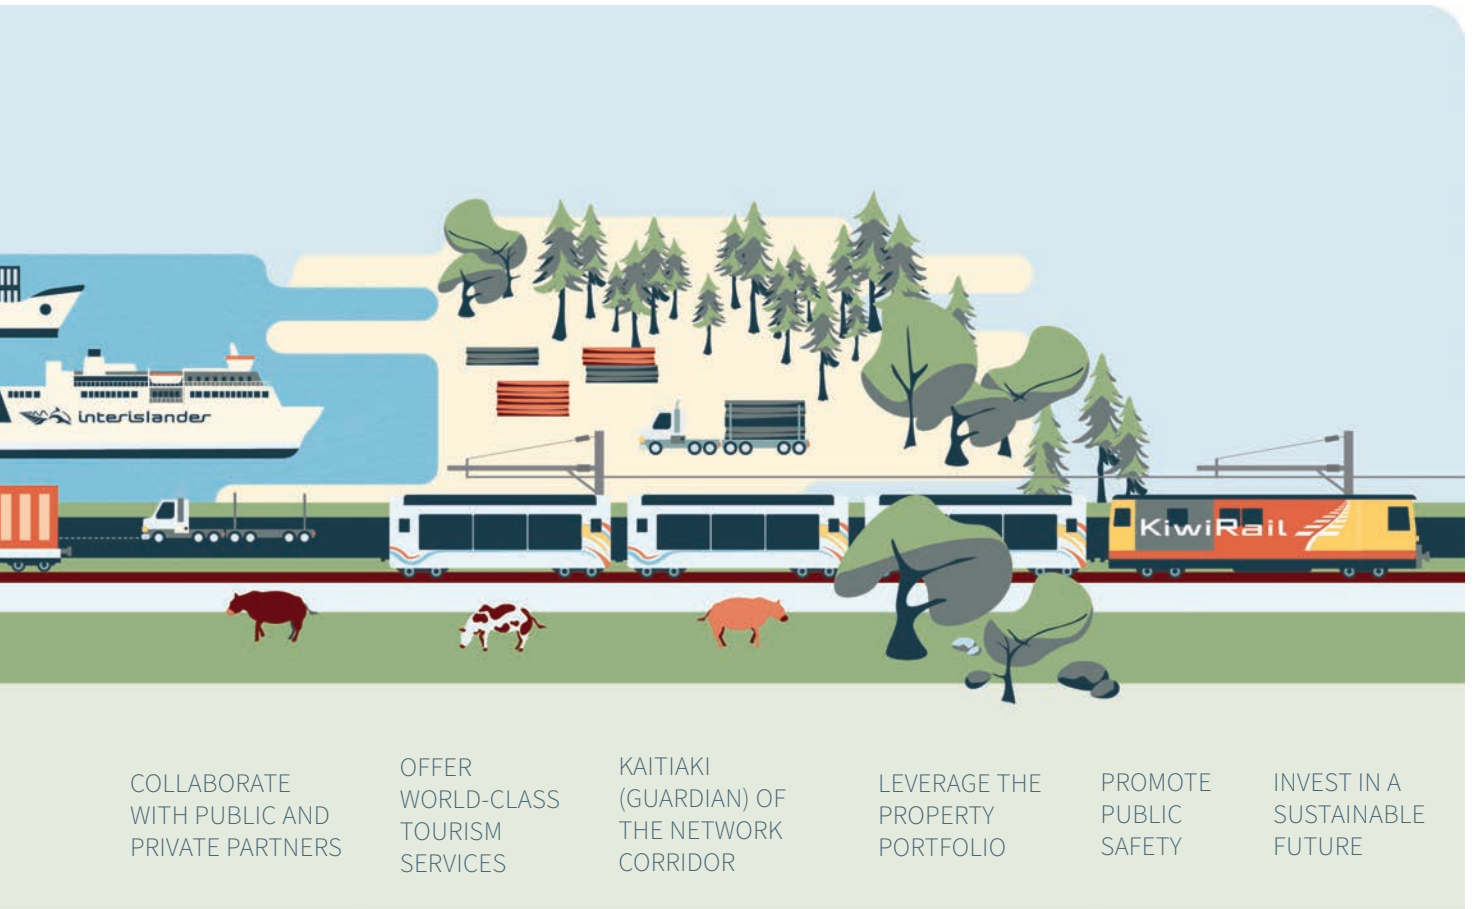 interislander
KiwiRail
COLLABORATE
WITH PUBLIC AND
PRIVATE PARTNERS
OFFER
WORLD-CLASS
TOURISM
SERVICES
KAITIAKI
(GUARDIAN) OF
THE NETWORK
CORRIDOR
LEVERAGE THE
PROPERTY
PORTFOLIO
PROMOTE
PUBLIC
SAFETY
INVEST IN A
SUSTAINABLE
FUTURE